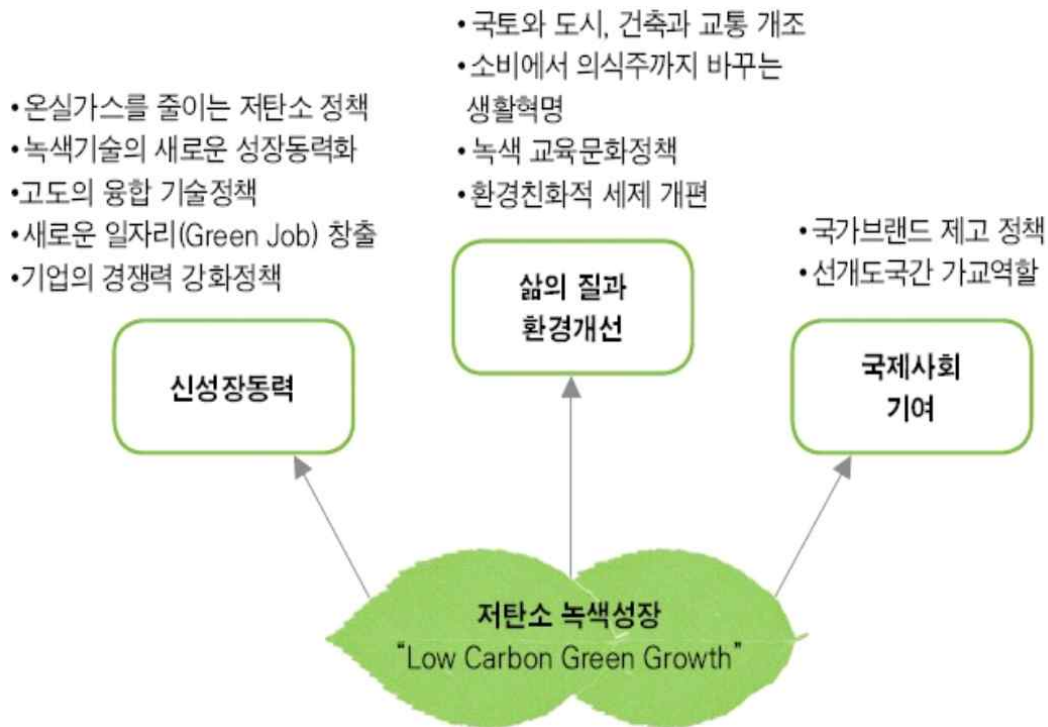 • 온실가스를 줄이는 저탄소 정책
• 녹색기술의 새로운 성장동력화
• 고도의 융합 기술정책
• 새로운 일자리(Green Job) 창출
• 기업의 경쟁력 강화정책
신성장동력
• 국토와 도시, 건축과 교통 개조
• 소비에서 의식주까지 바꾸는
생활혁명
• 녹색 교육문화정책
• 환경친화적 세제 개편
삶의 질과
환경개선
• 국가브랜드 제고 정책
• 선개도국간 가교역할
국제사회
기여
저탄소 녹색성장
“Low Carbon Green Growth”